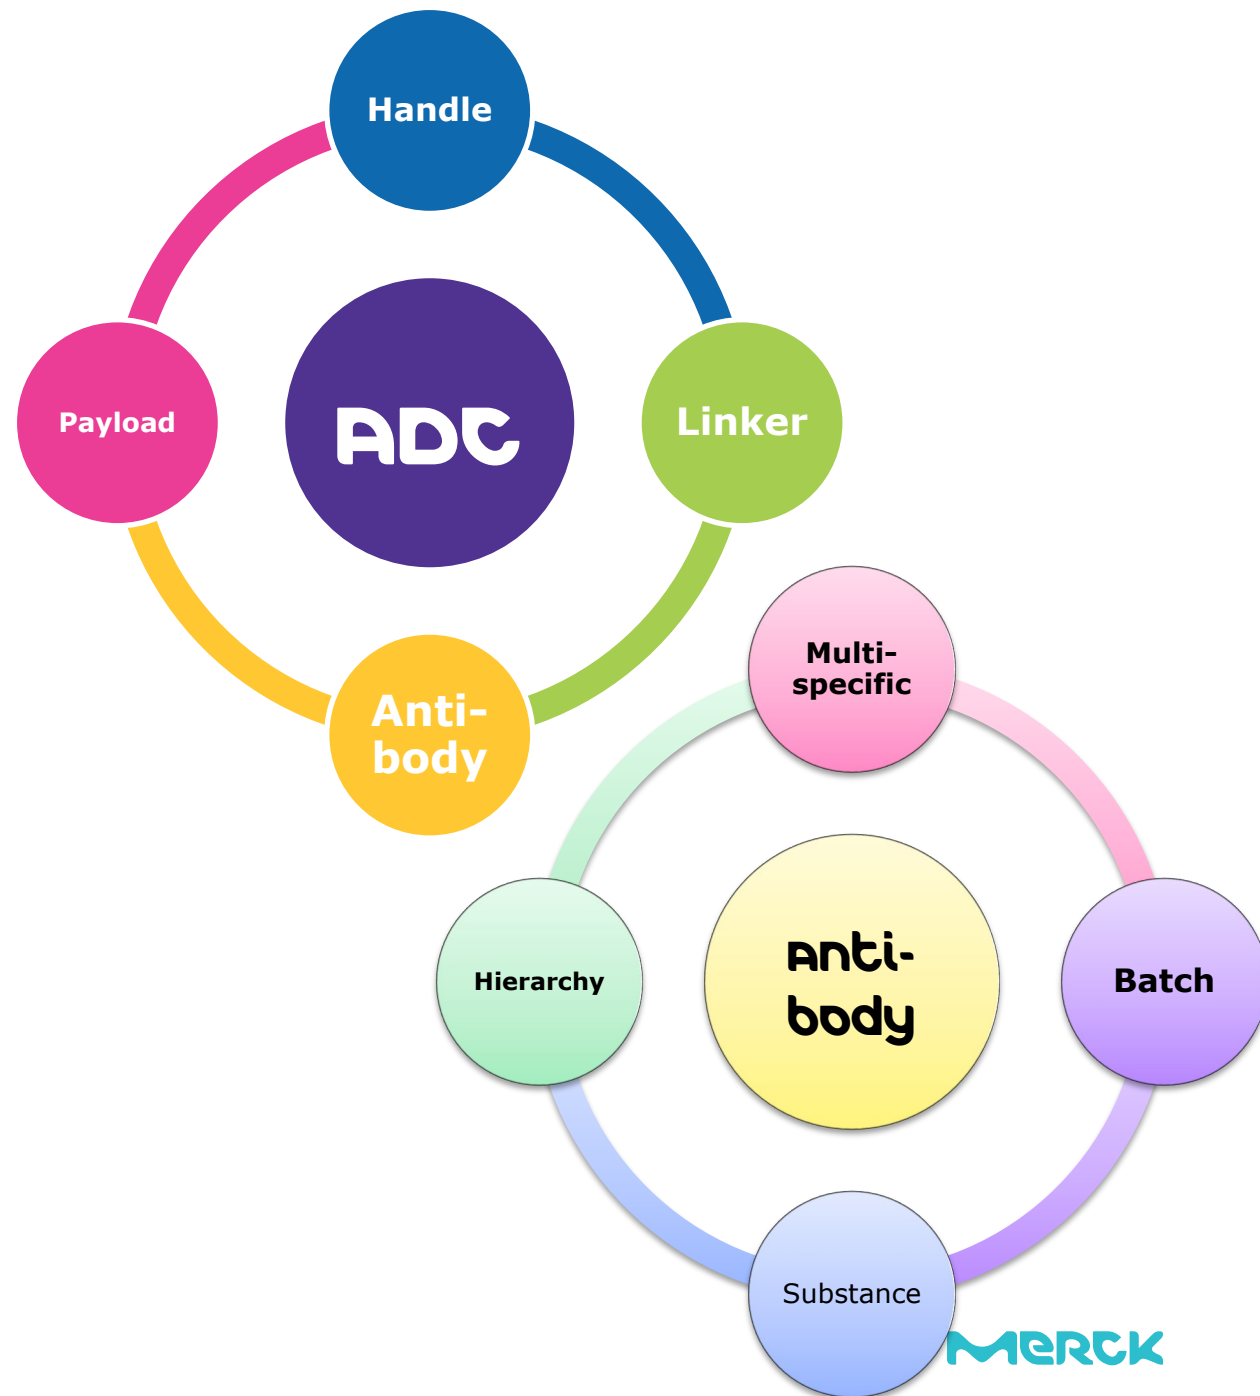 Handle
Payload
ADC
Linker
Anti-
body
Multi-
specific
Hierarchy
Anti-
body
Batch
Substance
Merck